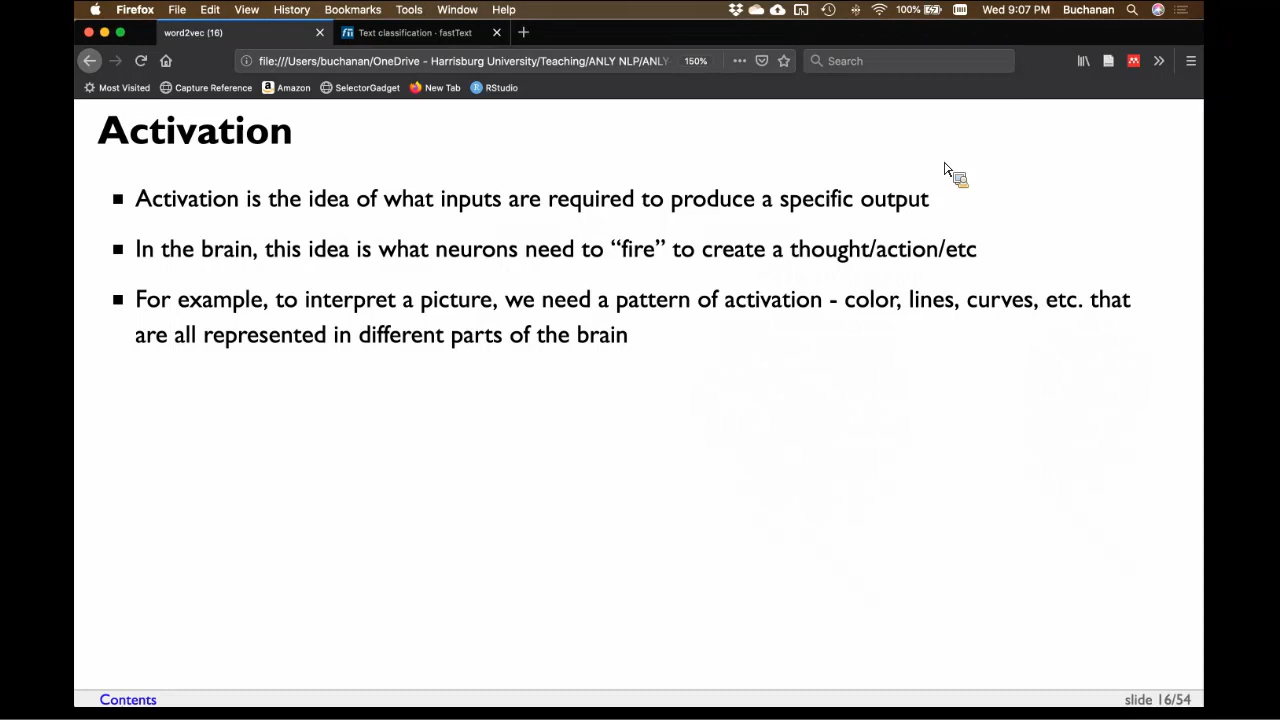 Firefox File Edit View History Bookmarks Tools Window Help 100% Wed 9:07 PM Buchanan
word2vec (16) Text classification · fastText
file:///Users/buchanan/OneDrive - Harrisburg University/Teaching/ANLY NLP/ANLY- 150% Search
Most Visited Capture Reference Amazon SelectorGadget New Tab RStudio
Activation
Activation is the idea of what inputs are required to produce a specific output
In the brain, this idea is what neurons need to “fire” to create a thought/action/etc
For example, to interpret a picture, we need a pattern of activation - color, lines, curves, etc. that
are all represented in different parts of the brain
Contents slide 16/54